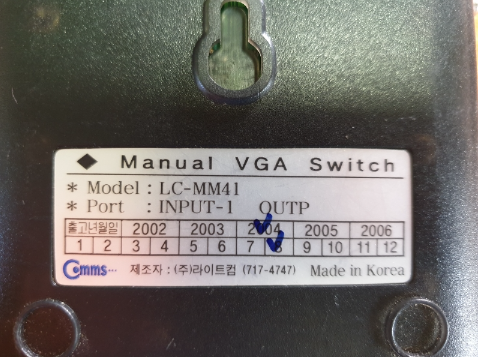 ◆ Manual VGA Switch
* Model : LC-MM41
* Port : INPUT-1 OUTP
출고년월일 2002 2003 2004 2005 2006
1 2 3 4 5 6 7 8 9 10 11 12
Comms... 제조자 : (주)라이트컴 (717-4747) Made in Korea